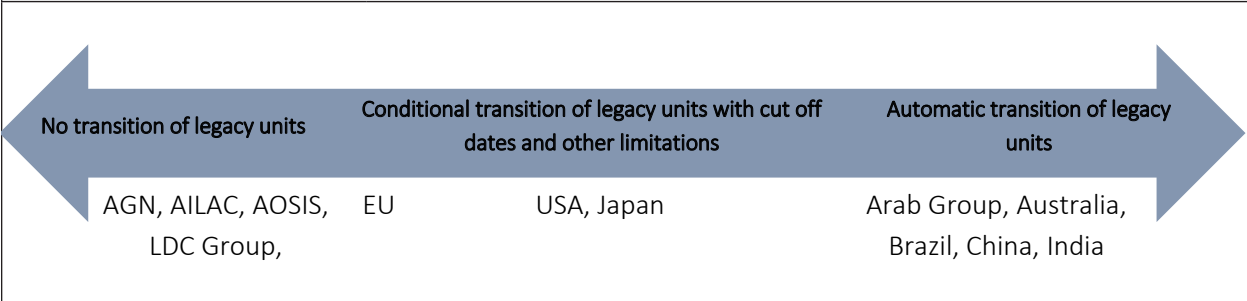 No transition of legacy units
Conditional transition of legacy units with cut off
dates and other limitations
Automatic transition of legacy
units
AGN, AILAC, AOSIS,
LDC Group,
EU
USA, Japan
Arab Group, Australia,
Brazil, China, India